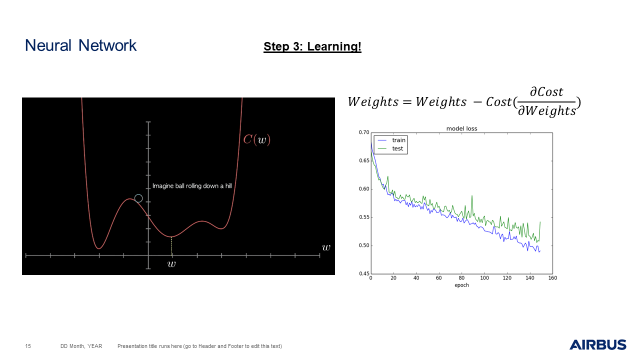 Neural Network
Step 3: Learning!
Weights = Weights − Cost(∂Cost/∂Weights)
C(w)
Imagine ball rolling down a hill
w
w
model loss
train
test
0.70
0.65
0.60
0.55
0.50
0.45
0 20 40 60 80 100 120 140 160
epoch
15 DD Month, YEAR Presentation title runs here (go to Header and Footer to edit this text)
AIRBUS